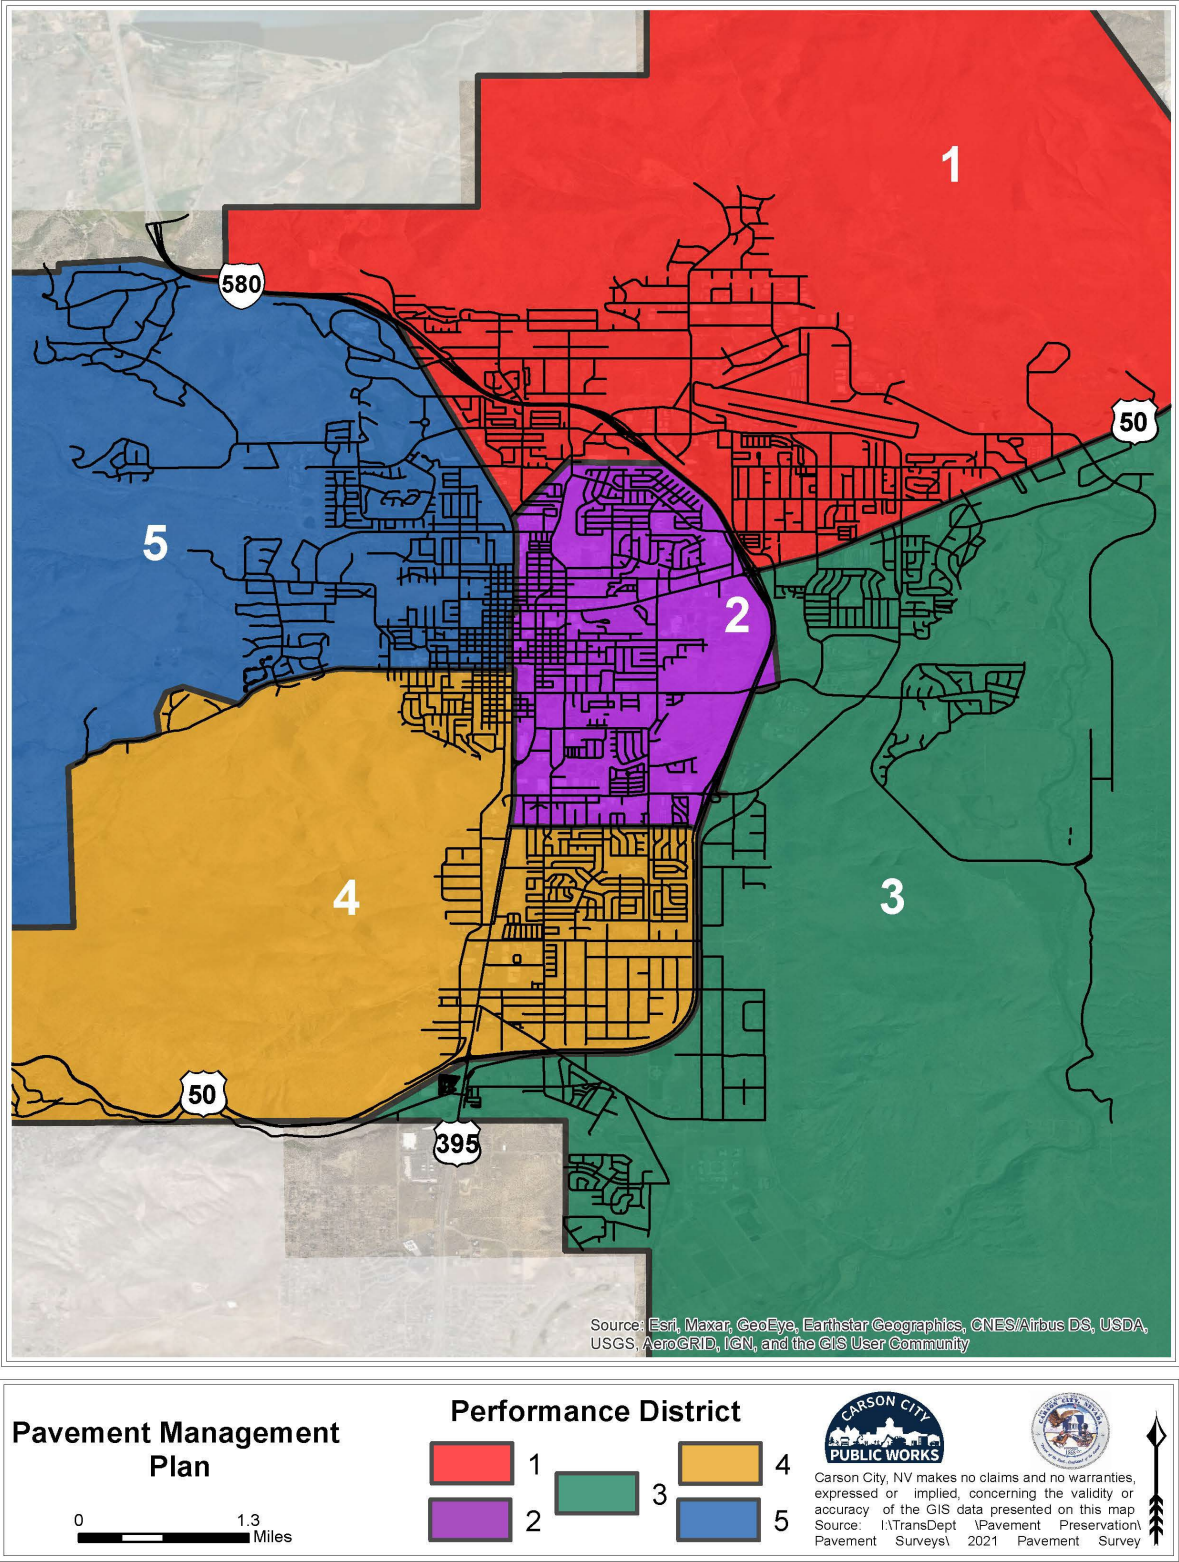 1
580
50
5
2
4
3
50
395
Source: Esri, Maxar, GeoEye, Earthstar Geographics, CNES/Airbus DS, USDA,
USGS, AeroGRID, IGN, and the GIS User Community
Pavement Management
Plan
0 1.3
Miles
Performance District
1
2
3
4
5
CARSON CITY
PUBLIC WORKS
CARSON CITY, NEVADA
Carson City, NV makes no claims and no warranties,
expressed or implied, concerning the validity or
accuracy of the GIS data presented on this map
Source: I:\TransDept \Pavement Preservation\
Pavement Surveys\ 2021 Pavement Survey